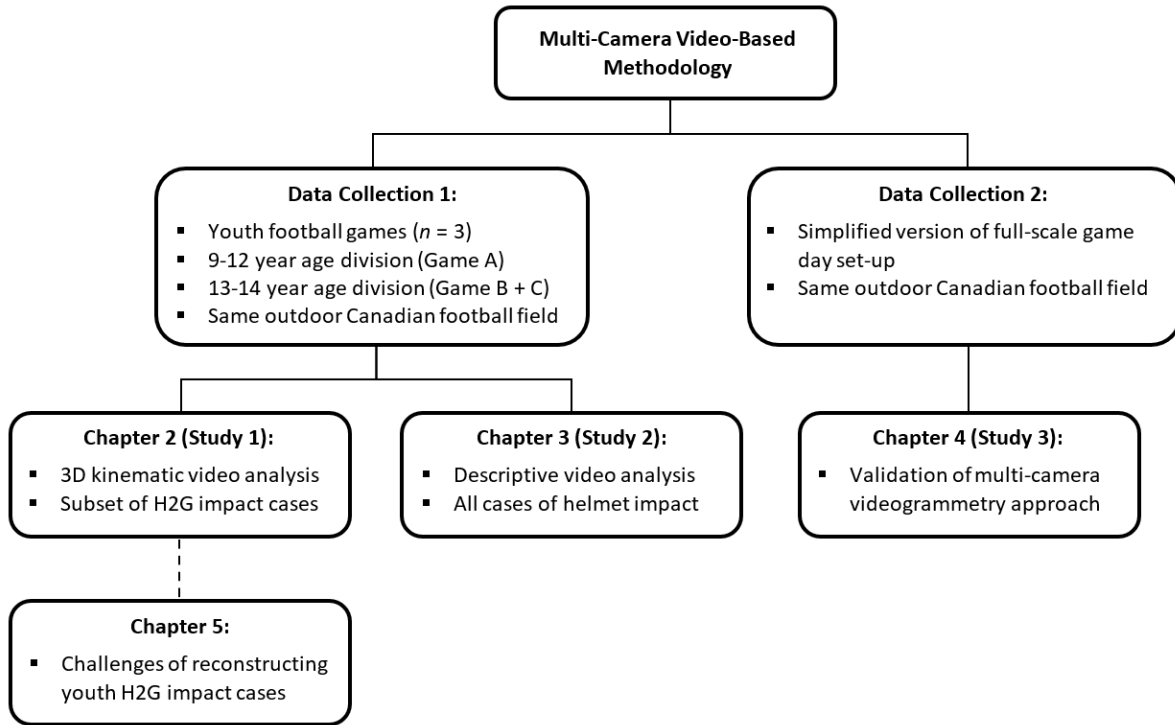 Multi-Camera Video-Based
Methodology
Data Collection 1:
▪ Youth football games (n = 3)
▪ 9-12 year age division (Game A)
▪ 13-14 year age division (Game B + C)
▪ Same outdoor Canadian football field
Data Collection 2:
▪ Simplified version of full-scale game
day set-up
▪ Same outdoor Canadian football field
Chapter 2 (Study 1):
▪ 3D kinematic video analysis
▪ Subset of H2G impact cases
Chapter 3 (Study 2):
▪ Descriptive video analysis
▪ All cases of helmet impact
Chapter 4 (Study 3):
▪ Validation of multi-camera
videogrammetry approach
Chapter 5:
▪ Challenges of reconstructing
youth H2G impact cases